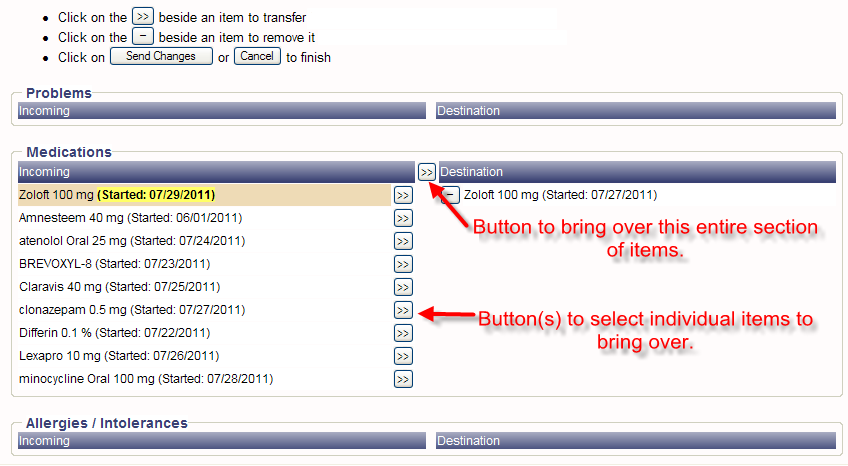 • Click on the >> beside an item to transfer
• Click on the − beside an item to remove it
• Click on Send Changes or Cancel to finish
Problems
Incoming Destination
Medications
Incoming >> Destination
Zoloft 100 mg (Started: 07/29/2011) >> − Zoloft 100 mg (Started: 07/27/2011)
Amnesteem 40 mg (Started: 06/01/2011) >>
atenolol Oral 25 mg (Started: 07/24/2011) >>
BREVOXYL-8 (Started: 07/23/2011) >>
Claravis 40 mg (Started: 07/25/2011) >>
clonazepam 0.5 mg (Started: 07/27/2011) >>
Differin 0.1 % (Started: 07/22/2011) >>
Lexapro 10 mg (Started: 07/26/2011) >>
minocycline Oral 100 mg (Started: 07/28/2011) >>
Button to bring over this entire section
of items.
Button(s) to select individual items to
bring over.
Allergies / Intolerances
Incoming Destination